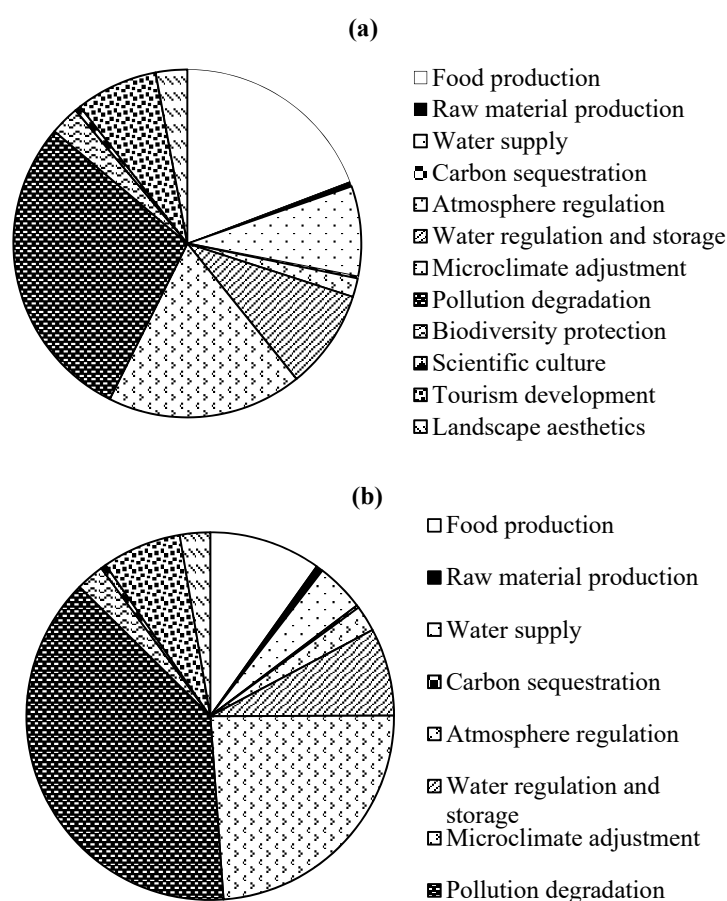 (a)
Food production
Raw material production
Water supply
Carbon sequestration
Atmosphere regulation
Water regulation and storage
Microclimate adjustment
Pollution degradation
Biodiversity protection
Scientific culture
Tourism development
Landscape aesthetics
(b)
Food production
Raw material production
Water supply
Carbon sequestration
Atmosphere regulation
Water regulation and
storage
Microclimate adjustment
Pollution degradation